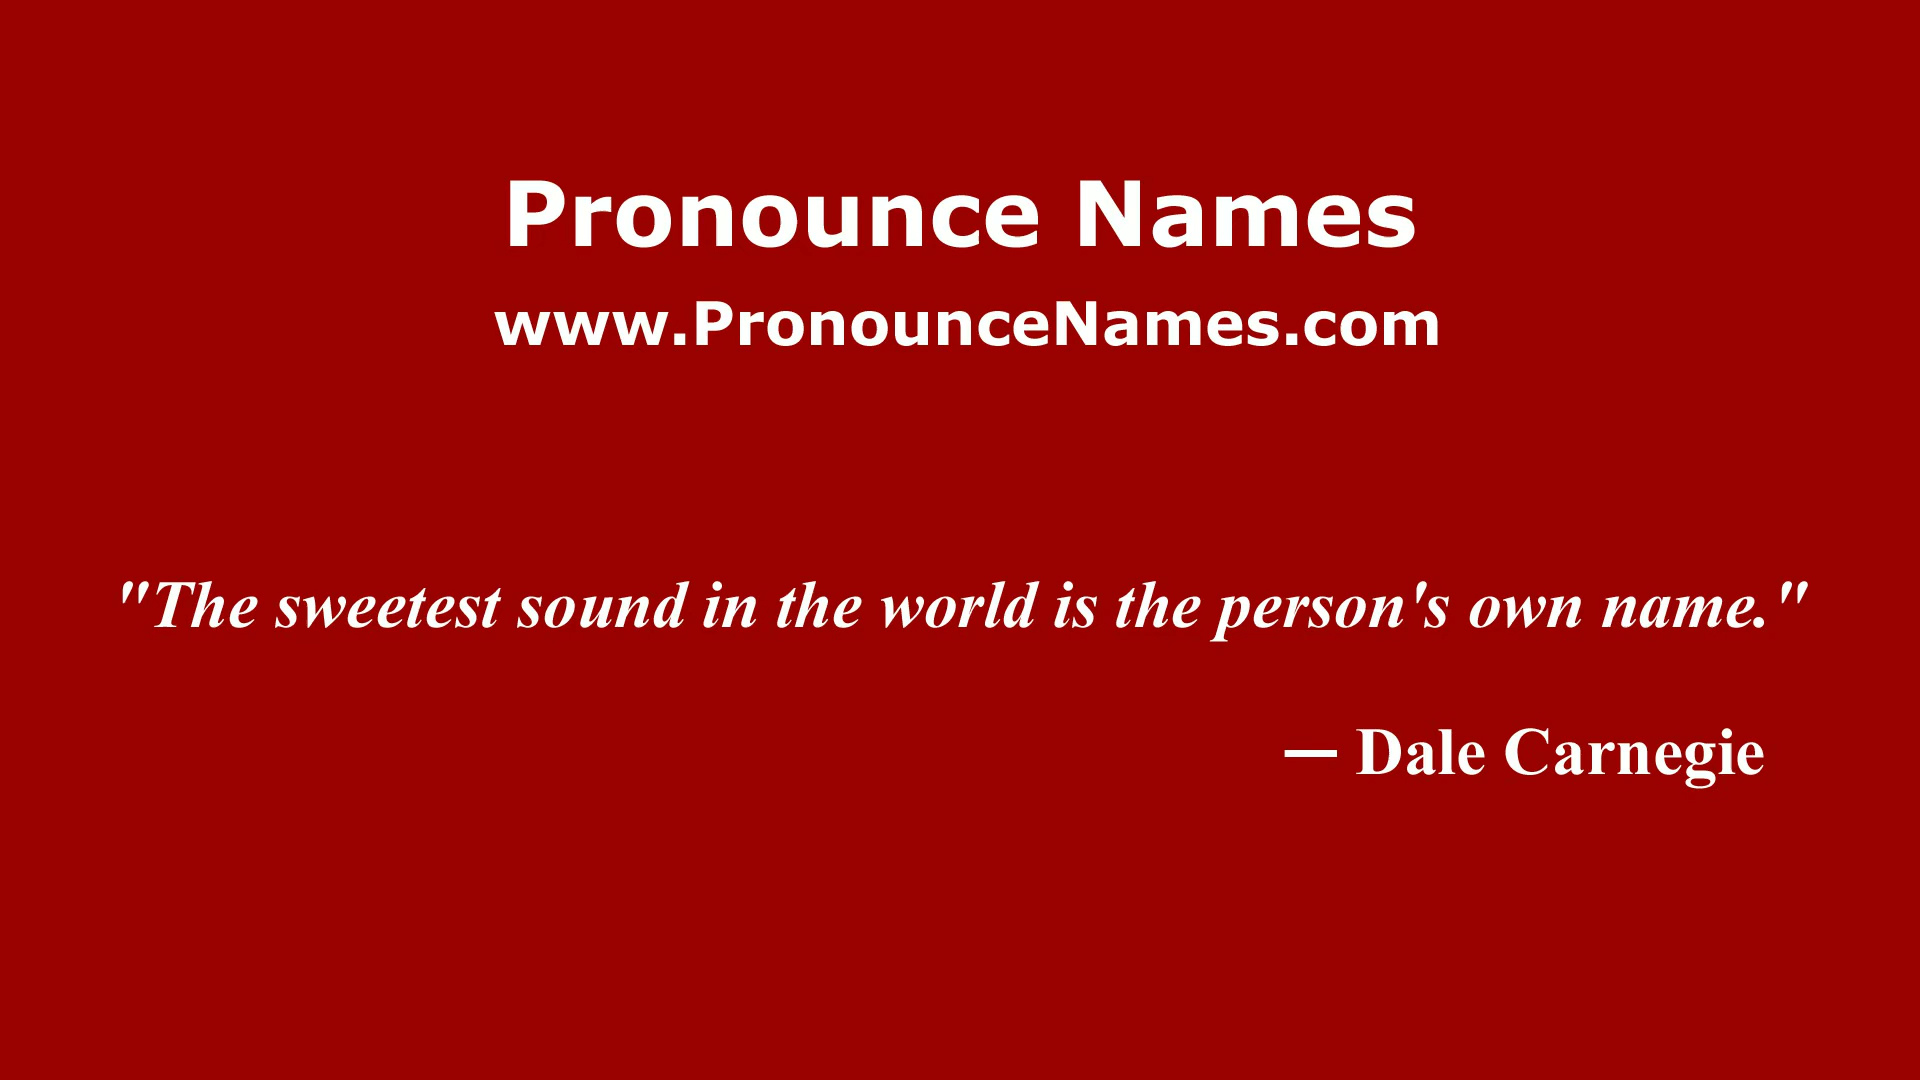 Pronounce Names
www.PronounceNames.com
"The sweetest sound in the world is the person's own name."
— Dale Carnegie